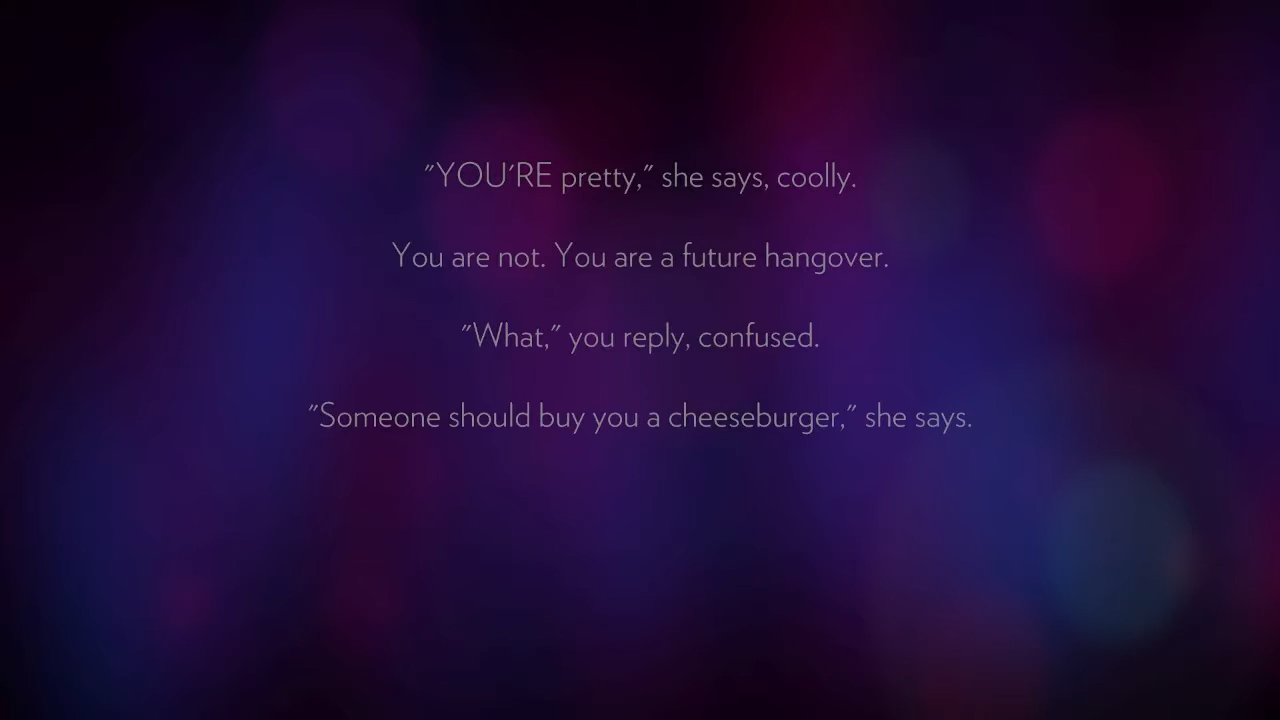 "YOU'RE pretty," she says, coolly.
You are not. You are a future hangover.
"What," you reply, confused.
"Someone should buy you a cheeseburger," she says.